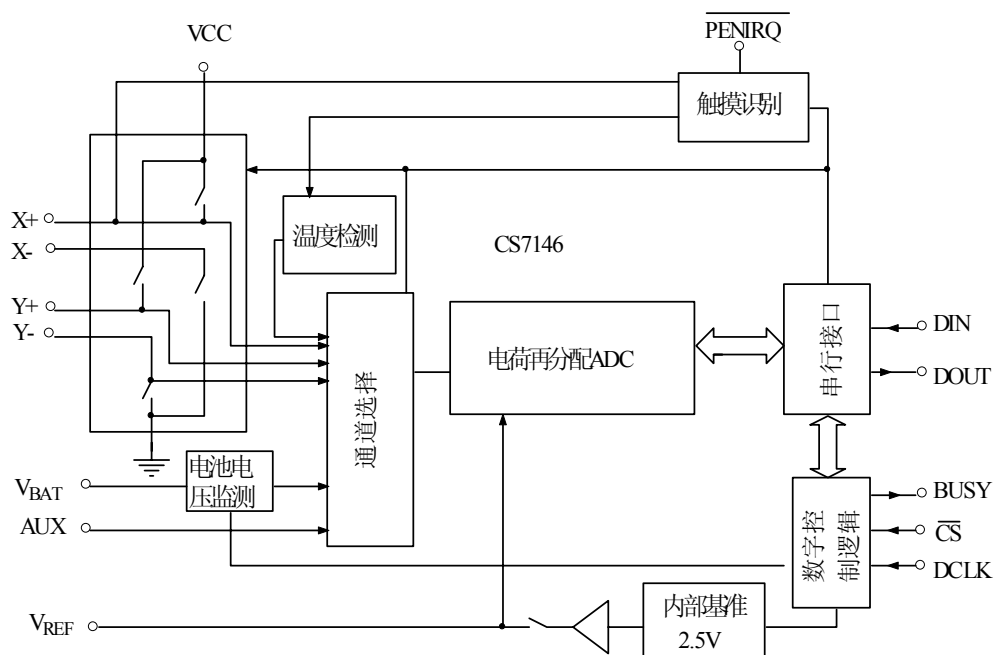 VCC
PENIRQ
触摸识别
X+
X-
Y+
Y-
温度检测
CS7146
通道选择
电荷再分配ADC
串行接口
DIN
DOUT
VBAT
电池电
压监测
AUX
数字控
制逻辑
BUSY
CS
DCLK
VREF
内部基准
2.5V